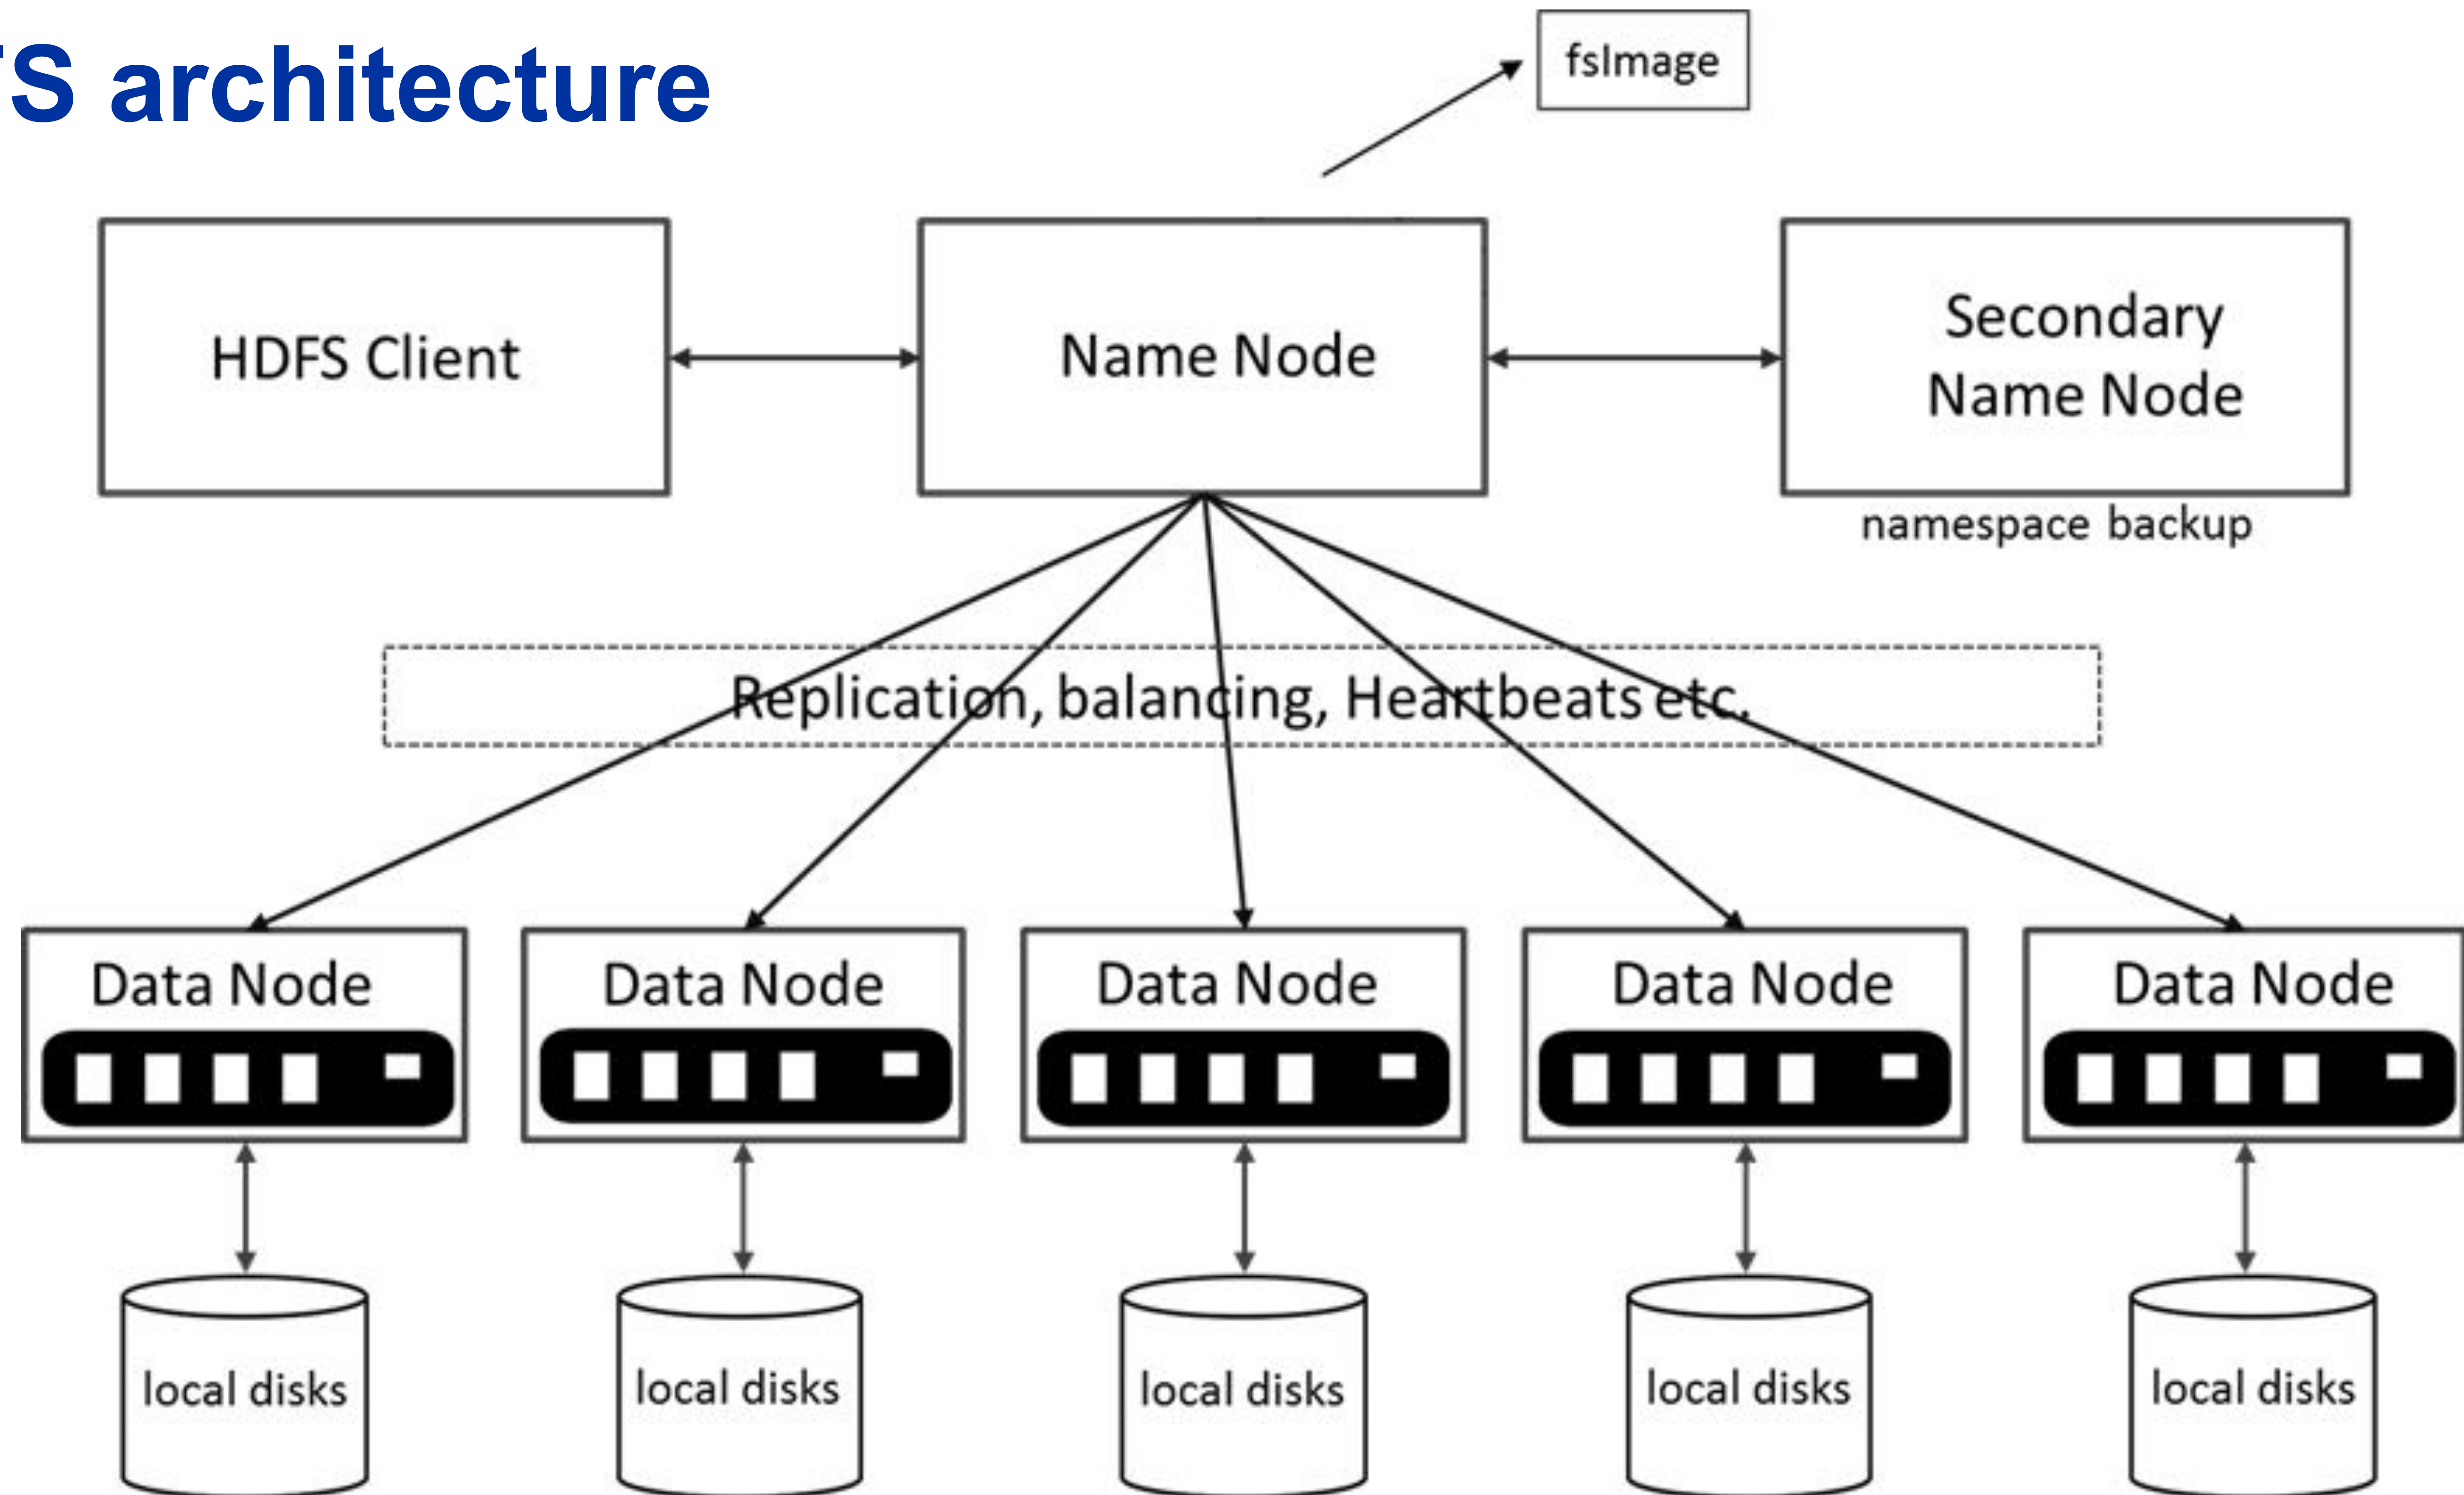 S architecture
fsImage
HDFS Client
Name Node
Secondary
Name Node
namespace backup
Replication, balancing, Heartbeats etc.
Data Node
Data Node
Data Node
Data Node
Data Node
local disks
local disks
local disks
local disks
local disks